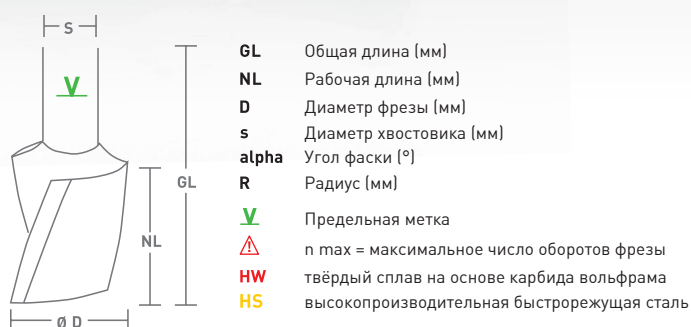 s
V
GL
NL
Ø D
GL Общая длина (мм)
NL Рабочая длина (мм)
D Диаметр фрезы (мм)
s Диаметр хвостовика (мм)
alpha Угол фаски (°)
R Радиус (мм)
V Предельная метка
n max = максимальное число оборотов фрезы
HW твёрдый сплав на основе карбида вольфрама
HS высокопроизводительная быстрорежущая сталь